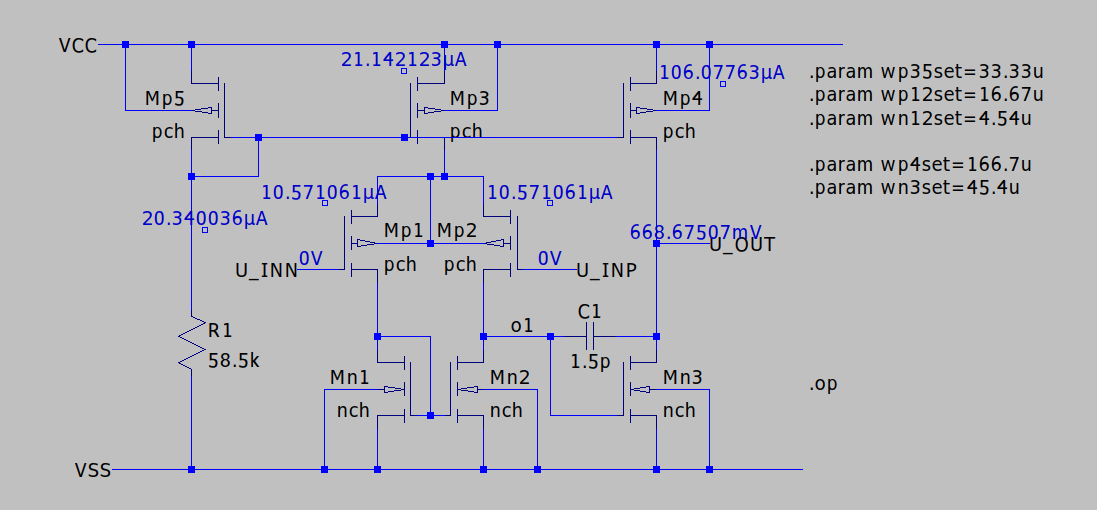 VCC
21.142123µA
106.07763µA
.param wp35set=33.33u
.param wp12set=16.67u
.param wn12set=4.54u
.param wp4set=166.7u
.param wn3set=45.4u
Mp5
pch
Mp3
pch
Mp4
pch
10.571061µA
10.571061µA
20.340036µA
Mp1
pch
Mp2
pch
668.67507mV
U_OUT
0V
U_INN
0V
U_INP
R1
58.5k
o1
C1
1.5p
Mn1
nch
Mn2
nch
Mn3
nch
.op
VSS